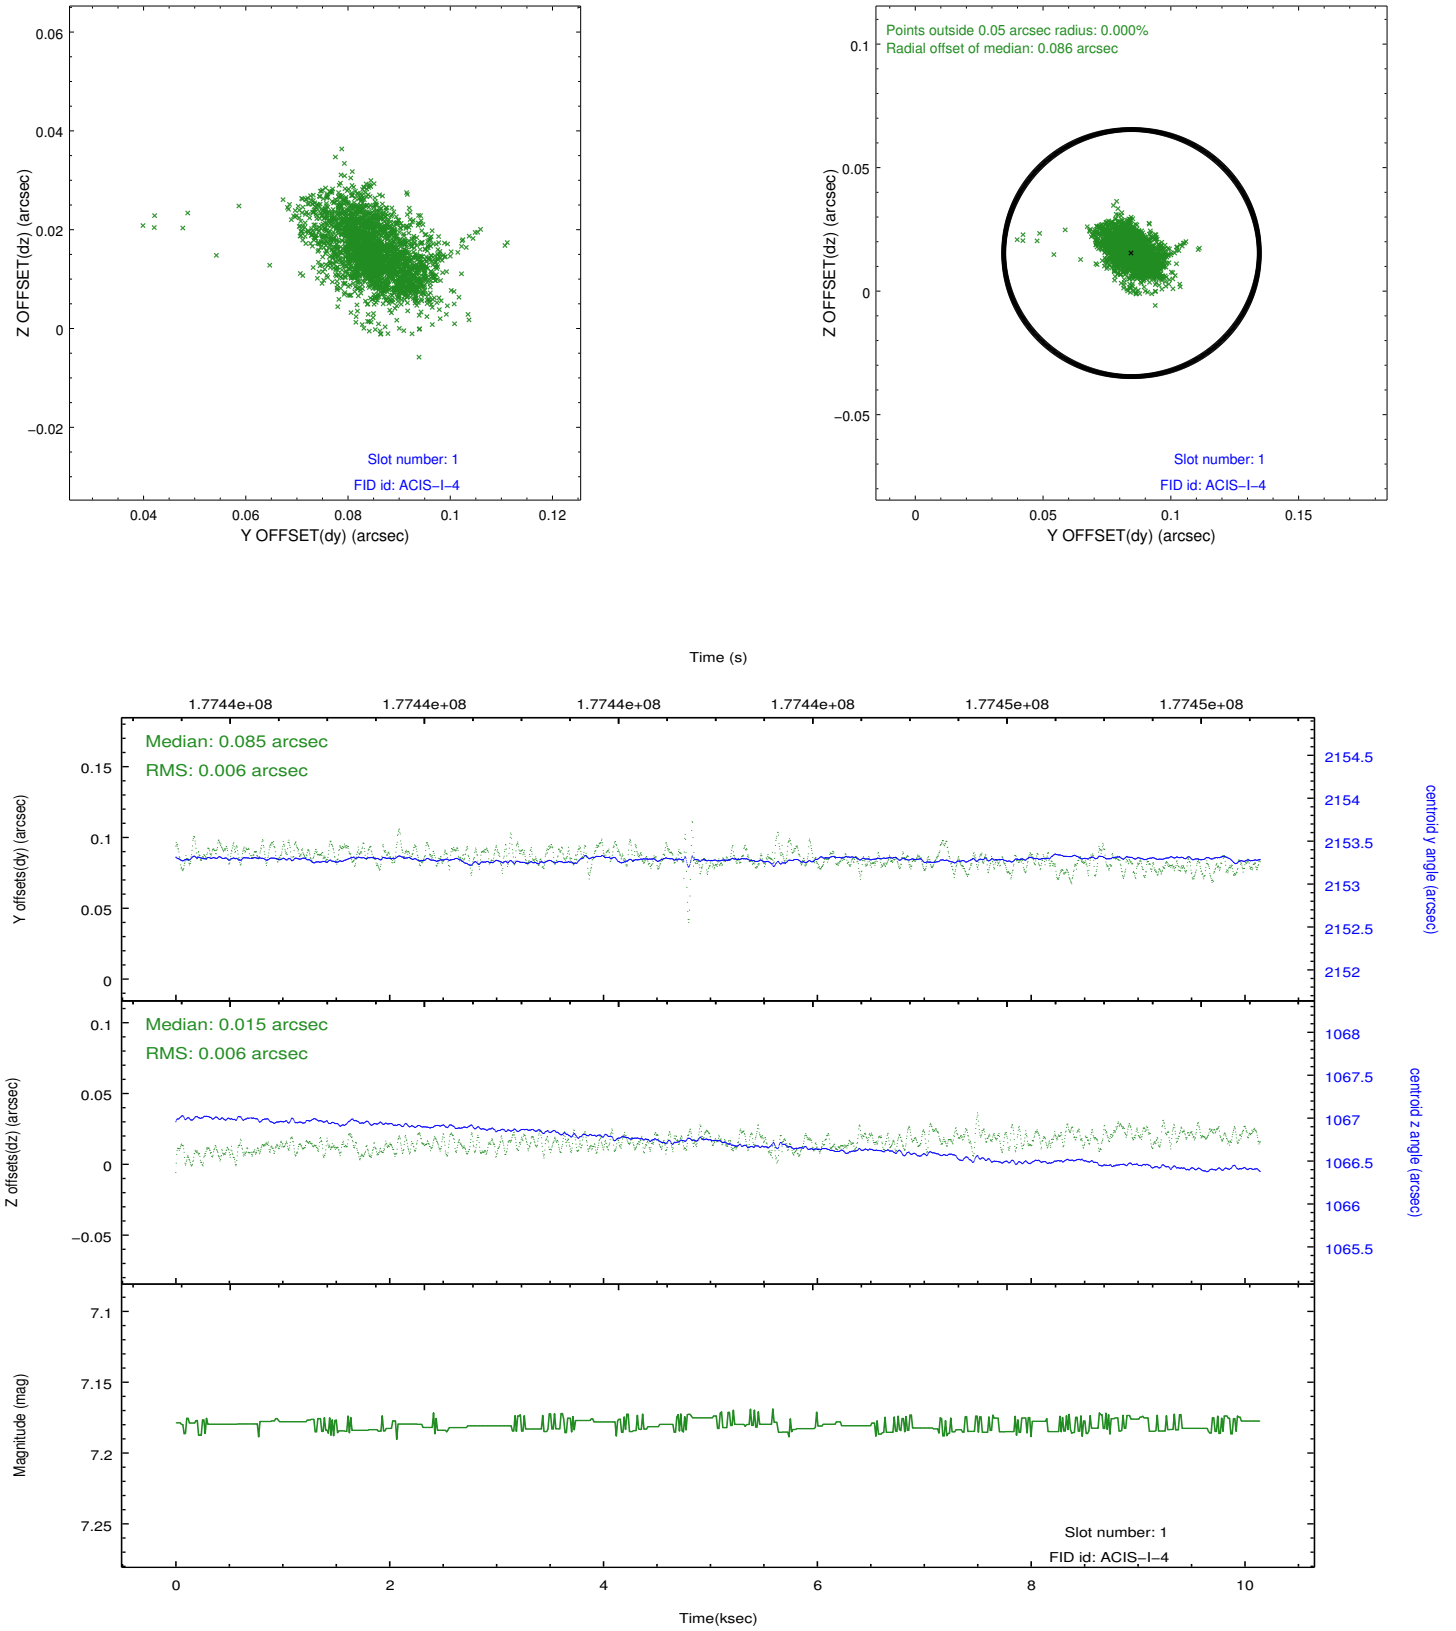 0.06
0.04
0.02
0
−0.02
Z OFFSET(dz) (arcsec)
Slot number: 1
FID id: ACIS−I−4
0.04
0.06
0.08
0.1
0.12
Y OFFSET(dy) (arcsec)
Points outside 0.05 arcsec radius: 0.000%
Radial offset of median: 0.086 arcsec
0.1
0.05
0
−0.05
Z OFFSET(dz) (arcsec)
Slot number: 1
FID id: ACIS−I−4
0
0.05
0.1
0.15
Y OFFSET(dy) (arcsec)
Time (s)
1.7744e+08
1.7744e+08
1.7744e+08
1.7744e+08
1.7745e+08
1.7745e+08
Median: 0.085 arcsec
RMS: 0.006 arcsec
0.15
0.1
0.05
0
Y offsets(dy) (arcsec)
2154.5
2154
2153.5
2153
2152.5
2152
centroid y angle (arcsec)
Median: 0.015 arcsec
RMS: 0.006 arcsec
0.1
0.05
0
−0.05
Z offsets(dz) (arcsec)
1068
1067.5
1067
1066.5
1066
1065.5
centroid z angle (arcsec)
7.1
7.15
7.2
7.25
Magnitude (mag)
Slot number: 1
FID id: ACIS−I−4
0
2
4
6
8
10
Time(ksec)